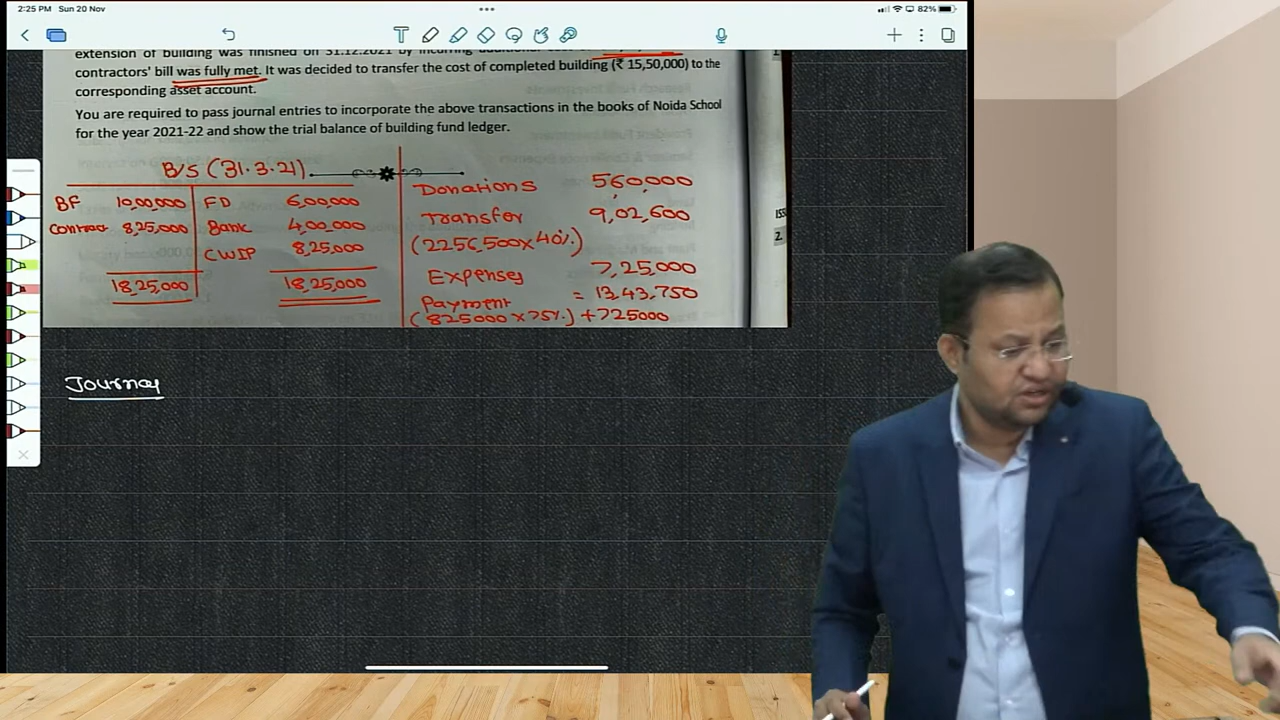 2:25 PM Sun 20 Nov
82%
extension of building was finished on 31.12.2021 by incurring additional cost
contractors' bill was fully met. It was decided to transfer the cost of completed building (₹ 15,50,000) to the
corresponding asset account.
You are required to pass journal entries to incorporate the above transactions in the books of Noida School
for the year 2021-22 and show the trial balance of building fund ledger.
B/S (31.3.21)
BF 10,00,000 FD 6,00,000
Contract 8,25,000 Bank 4,00,000
CWIP 8,25,000
18,25,000 18,25,000
Donations 560,000
Transfer 9,02,600
(2256,500 x 40%)
Expenses 7,25,000
Payment = 13,43,750
(825000 x 75%) + 725000
ISS
2.
Journal